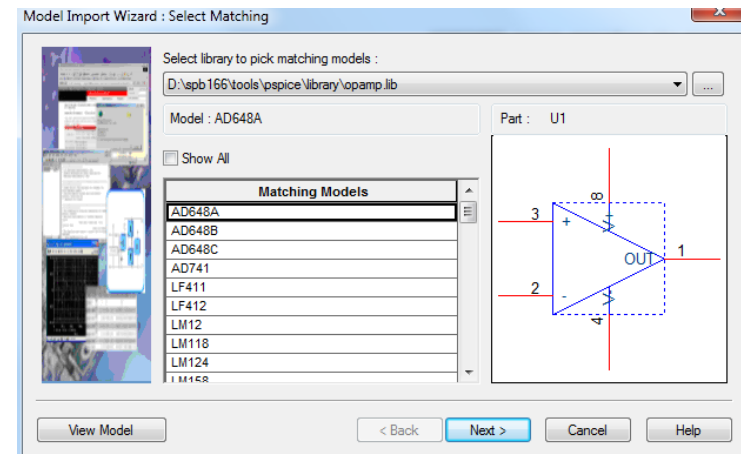 Model Import Wizard : Select Matching
Select library to pick matching models :
D:\spb166\tools\pspice\library\opamp.lib
...
Model : AD648A
Part : U1
Show All
Matching Models
AD648A
AD648B
AD648C
AD741
LF411
LF412
LM12
LM118
LM124
LM158
8
3
+
V+
OUT
1
2
-
V-
4
View Model
< Back
Next >
Cancel
Help